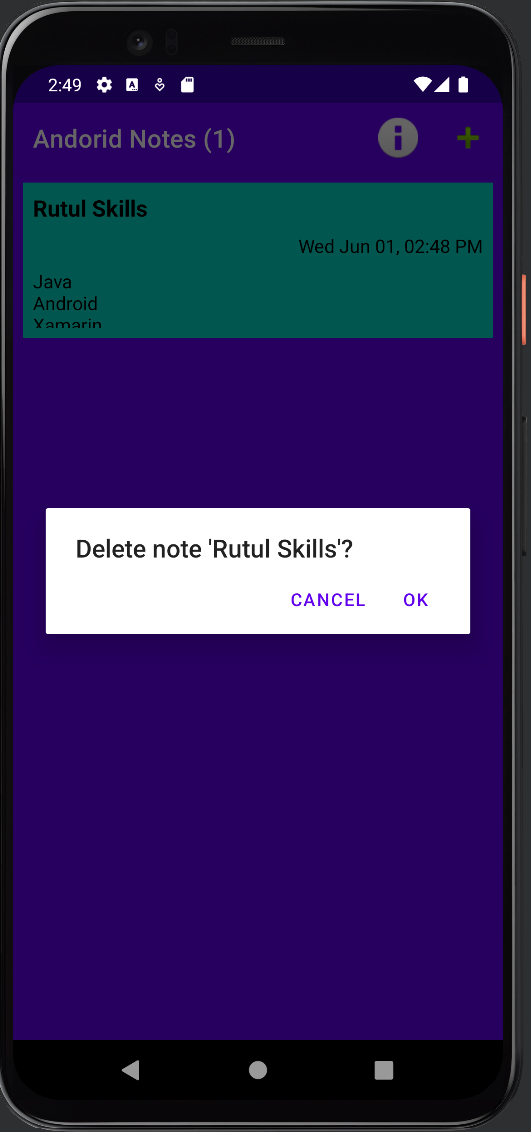 2:49
Andorid Notes (1)
Rutul Skills
Wed Jun 01, 02:48 PM
Java
Android
Xamarin
Delete note 'Rutul Skills'?
CANCEL OK